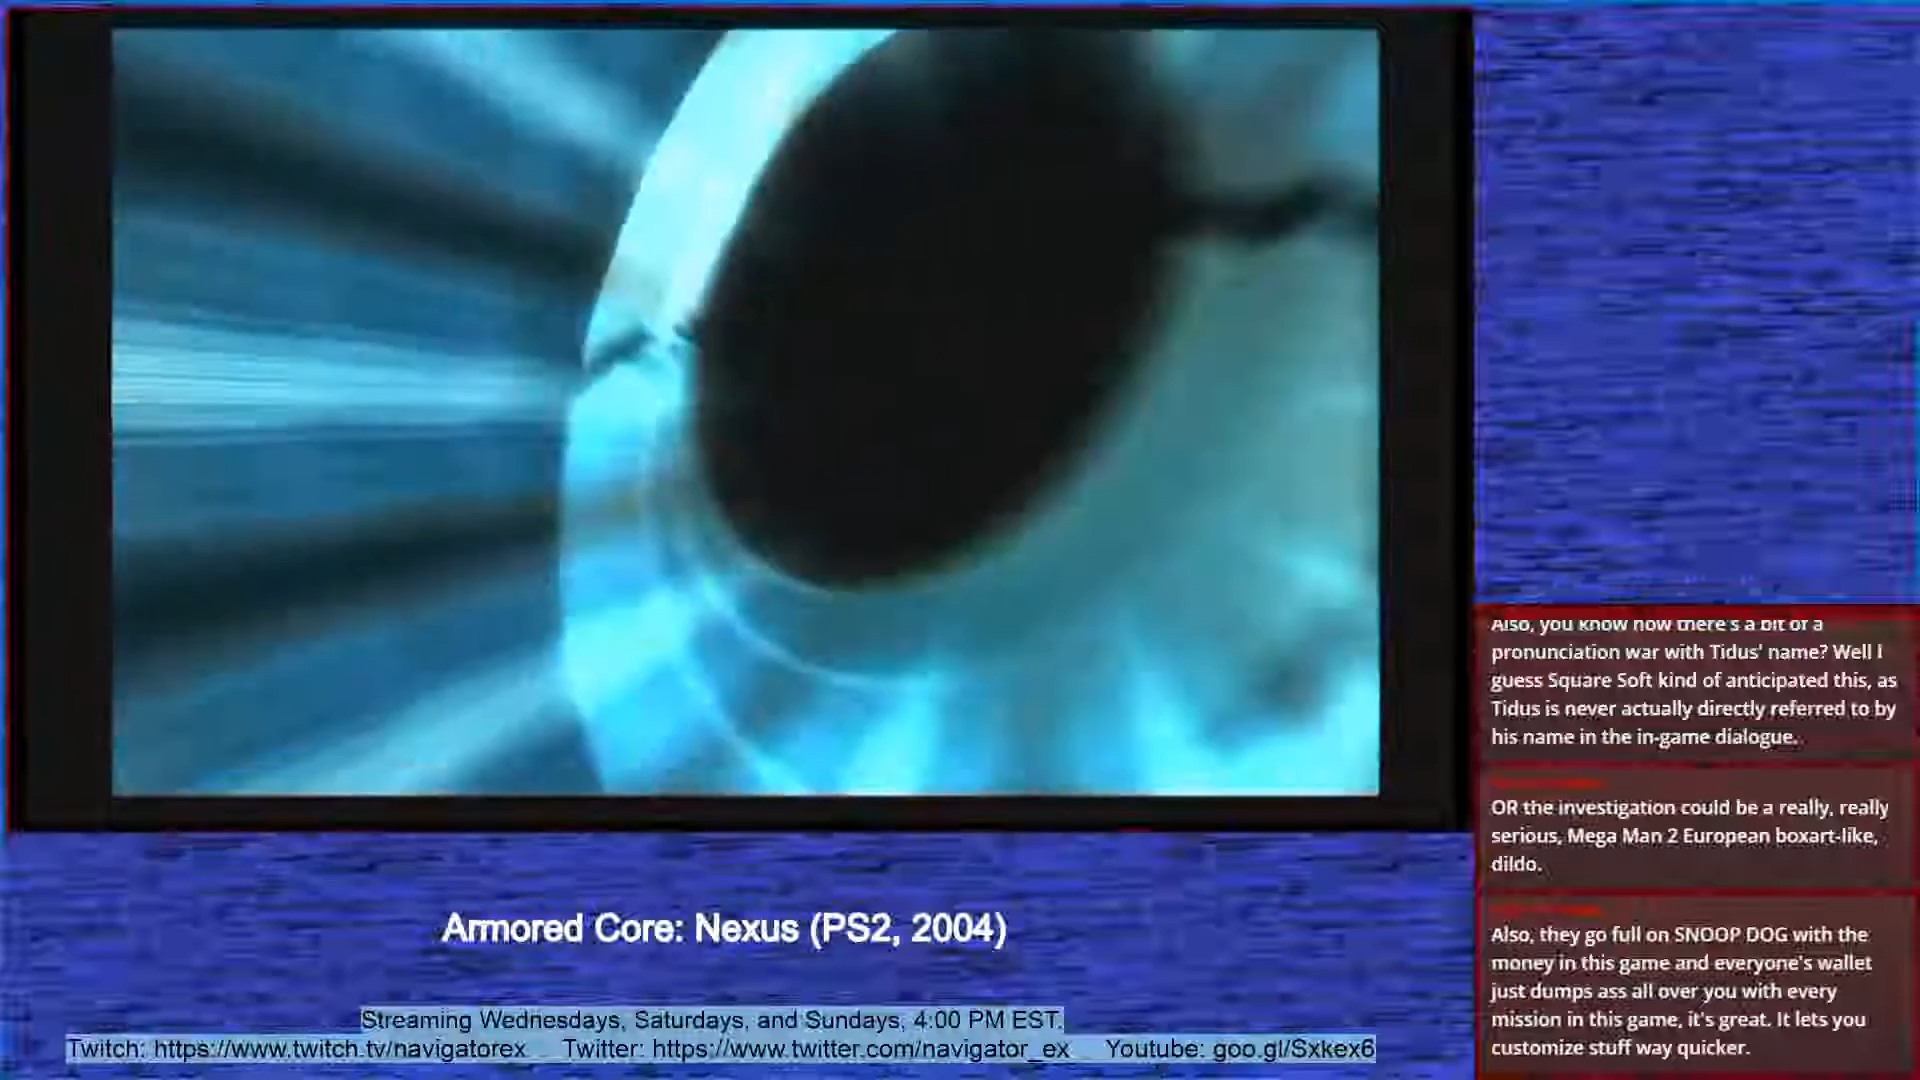 Also, you know how there's a bit of a
pronunciation war with Tidus' name? Well I
guess Square Soft kind of anticipated this, as
Tidus is never actually directly referred to by
his name in the in-game dialogue.
OR the investigation could be a really, really
serious, Mega Man 2 European boxart-like,
dildo.
Also, they go full on SNOOP DOG with the
money in this game and everyone's wallet
just dumps ass all over you with every
mission in this game, it's great. It lets you
customize stuff way quicker.
Armored Core: Nexus (PS2, 2004)
Streaming Wednesdays, Saturdays, and Sundays, 4:00 PM EST.
Twitch: https://www.twitch.tv/navigatorex Twitter: https://www.twitter.com/navigator_ex Youtube: goo.gl/Sxkex6